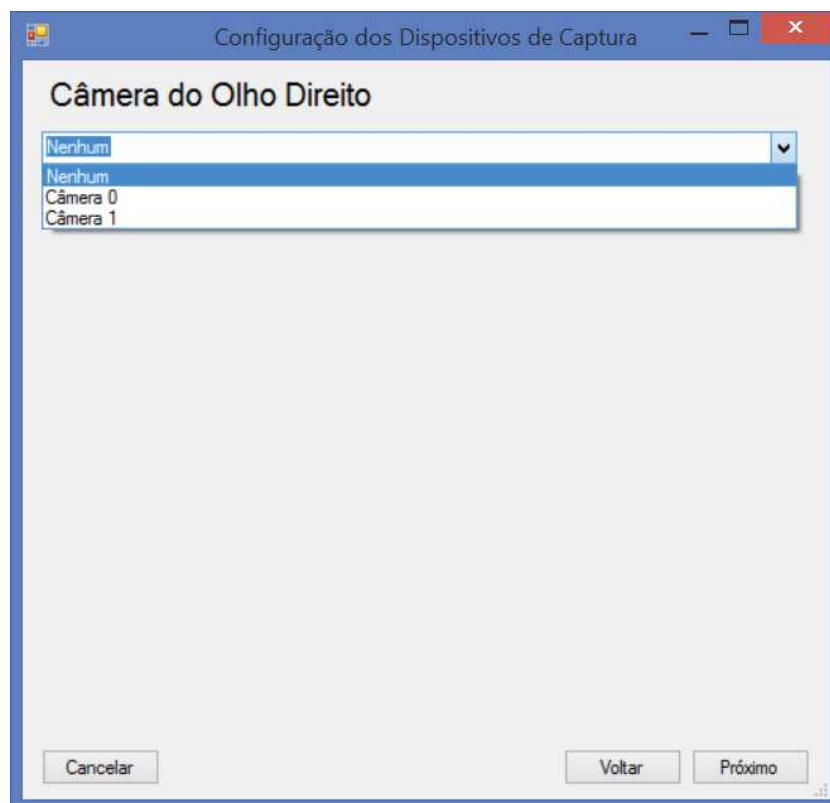 Configuração dos Dispositivos de Captura
Câmera do Olho Direito
Nenhum
Nenhum
Câmera 0
Câmera 1
Cancelar
Voltar
Próximo